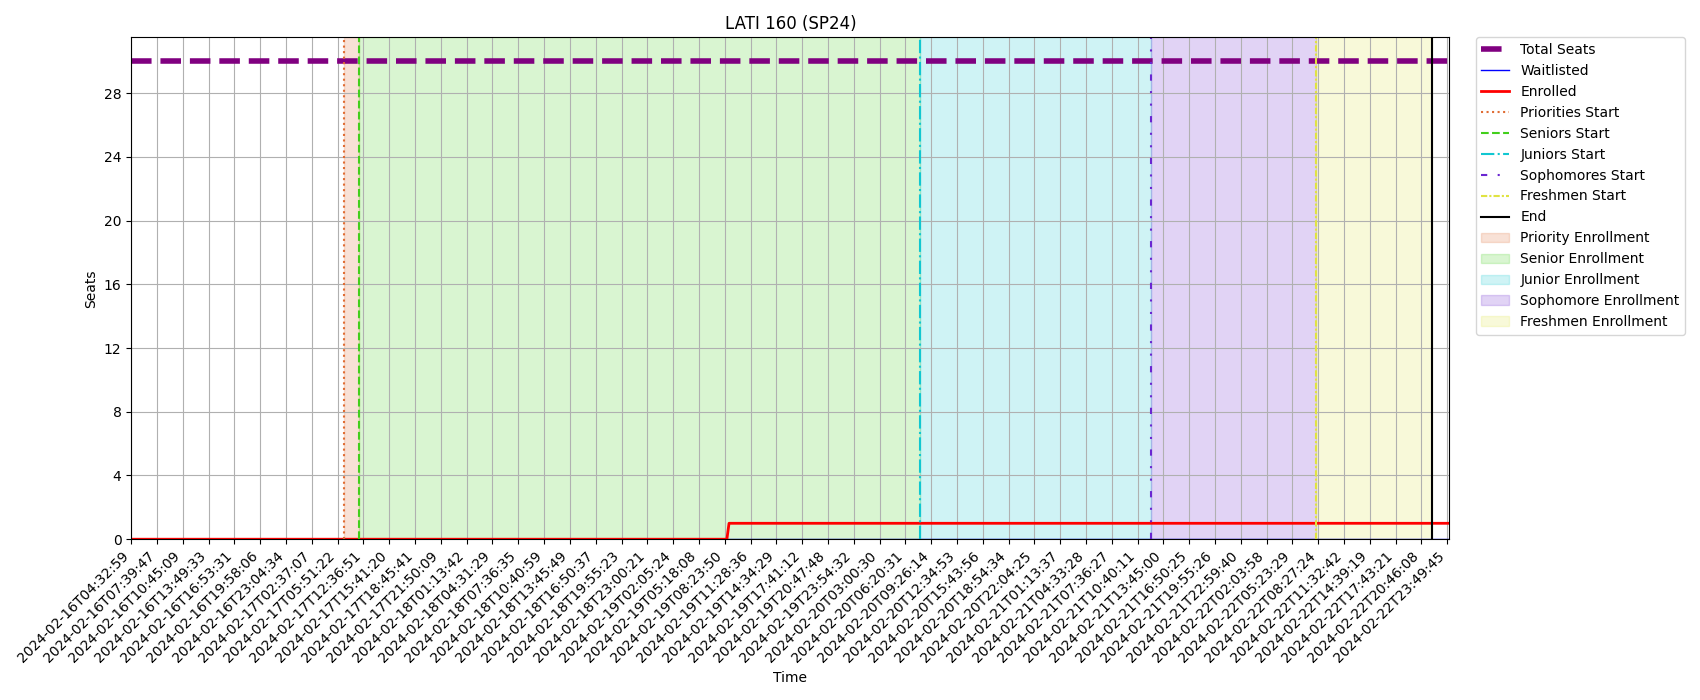 LATI 160 (SP24)
Seats
28
24
20
16
12
8
4
0
2024-02-16T04:32:59
2024-02-16T07:39:47
2024-02-16T10:45:09
2024-02-16T13:49:33
2024-02-16T16:53:31
2024-02-16T19:58:06
2024-02-16T23:04:34
2024-02-17T02:37:07
2024-02-17T05:51:22
2024-02-17T12:36:51
2024-02-17T15:41:20
2024-02-17T18:45:41
2024-02-17T21:50:09
2024-02-18T01:13:42
2024-02-18T04:31:29
2024-02-18T07:36:35
2024-02-18T10:40:59
2024-02-18T13:45:49
2024-02-18T16:50:37
2024-02-18T19:55:23
2024-02-18T23:00:21
2024-02-19T02:05:24
2024-02-19T05:18:08
2024-02-19T08:23:50
2024-02-19T11:28:36
2024-02-19T14:34:29
2024-02-19T17:41:12
2024-02-19T20:47:48
2024-02-19T23:54:32
2024-02-20T03:00:30
2024-02-20T06:20:31
2024-02-20T09:26:14
2024-02-20T12:34:53
2024-02-20T15:43:56
2024-02-20T18:54:34
2024-02-20T22:04:25
2024-02-21T01:13:37
2024-02-21T04:33:28
2024-02-21T07:36:27
2024-02-21T10:40:11
2024-02-21T13:45:00
2024-02-21T16:50:25
2024-02-21T19:55:26
2024-02-21T22:59:40
2024-02-22T02:03:58
2024-02-22T05:23:29
2024-02-22T08:27:24
2024-02-22T11:32:42
2024-02-22T14:39:19
2024-02-22T17:43:21
2024-02-22T20:46:08
2024-02-22T23:49:45
Time
Total Seats
Waitlisted
Enrolled
Priorities Start
Seniors Start
Juniors Start
Sophomores Start
Freshmen Start
End
Priority Enrollment
Senior Enrollment
Junior Enrollment
Sophomore Enrollment
Freshmen Enrollment